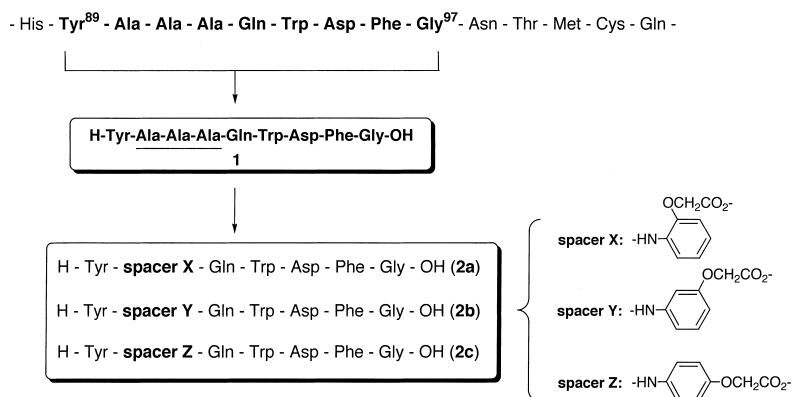 - His - Tyr89 - Ala - Ala - Ala - Gln - Trp - Asp - Phe - Gly97- Asn - Thr - Met - Cys - Gln -
H-Tyr-Ala-Ala-Ala-Gln-Trp-Asp-Phe-Gly-OH
1
H - Tyr - spacer X - Gln - Trp - Asp - Phe - Gly - OH (2a)
H - Tyr - spacer Y - Gln - Trp - Asp - Phe - Gly - OH (2b)
H - Tyr - spacer Z - Gln - Trp - Asp - Phe - Gly - OH (2c)
OCH2CO2-
spacer X: -HN
OCH2CO2-
spacer Y: -HN
spacer Z: -HN OCH2CO2-